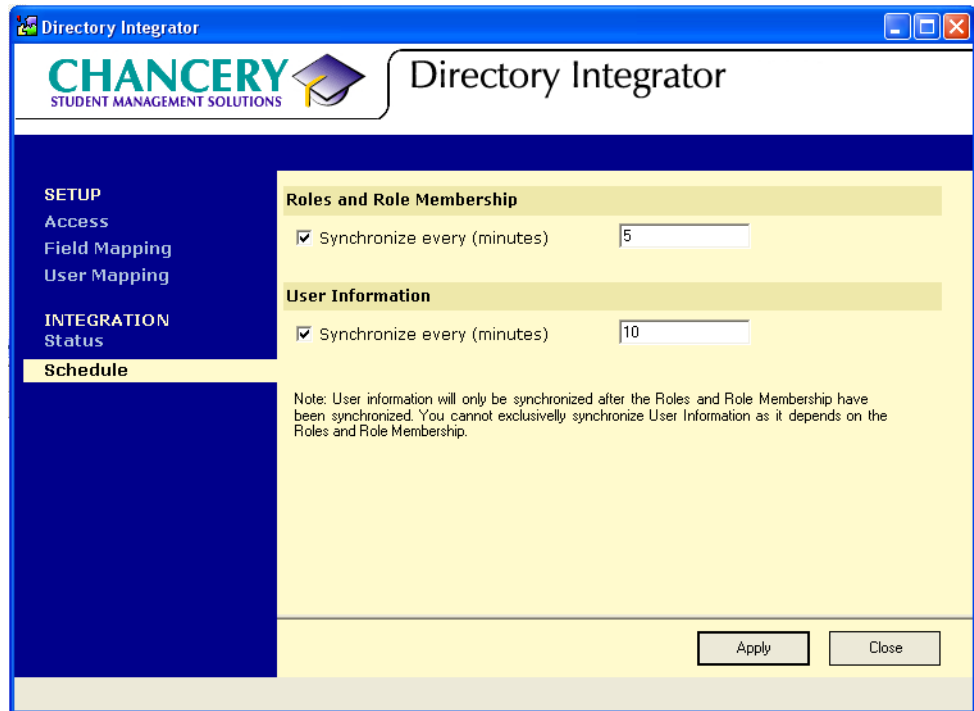 Directory Integrator
CHANCERY
STUDENT MANAGEMENT SOLUTIONS
Directory Integrator
SETUP
Access
Field Mapping
User Mapping
INTEGRATION
Status
Schedule
Roles and Role Membership
Synchronize every (minutes) 5
User Information
Synchronize every (minutes) 10
Note: User information will only be synchronized after the Roles and Role Membership have
been synchronized. You cannot exclusivelly synchronize User Information as it depends on the
Roles and Role Membership.
Apply Close